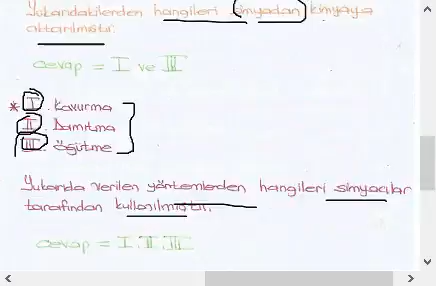 Yukarıdakilerden hangileri simyadan kimyaya
aktarılmıştır.
cevap = I ve III
* I. Kavurma
II. Damıtma
III. Öğütme
Yukarıda verilen yöntemlerden hangileri simyacılar
tarafından kullanılmıştır.
cevap = I. II. III